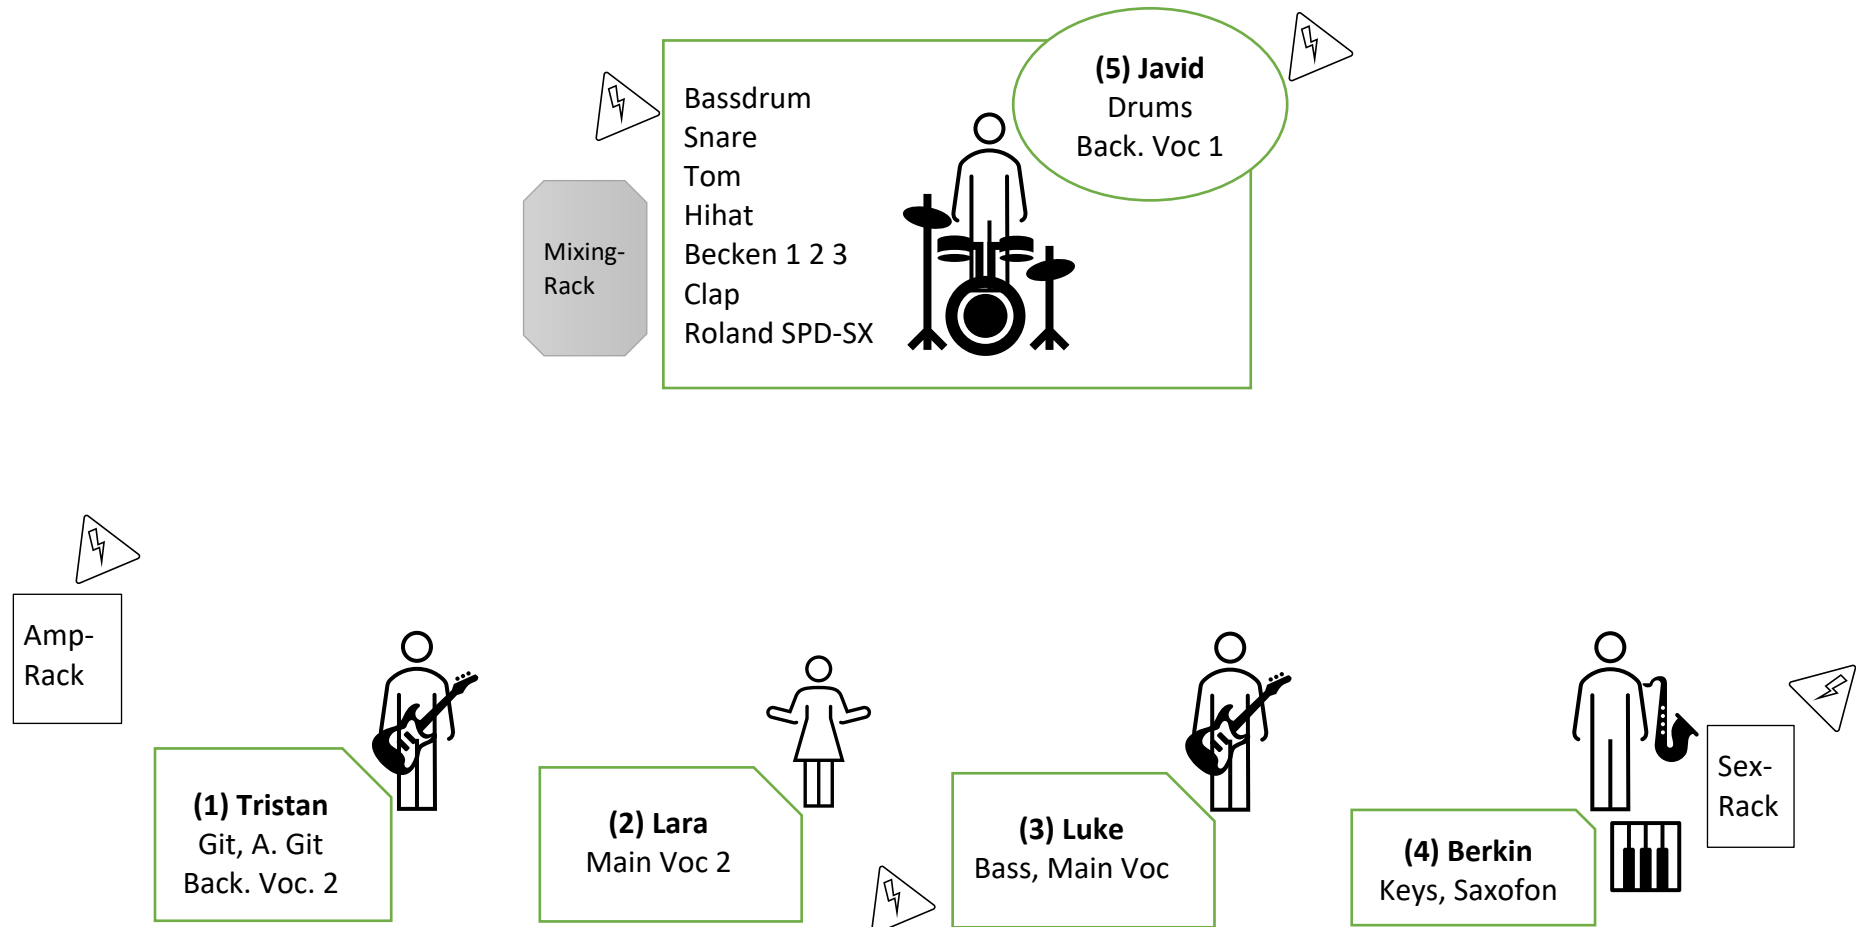 (5) Javid
Drums
Back. Voc 1
Bassdrum
Snare
Tom
Hihat
Becken 1 2 3
Clap
Roland SPD-SX
Mixing-
Rack
Amp-
Rack
(1) Tristan
Git, A. Git
Back. Voc. 2
(2) Lara
Main Voc 2
(3) Luke
Bass, Main Voc
(4) Berkin
Keys, Saxofon
Sex-
Rack